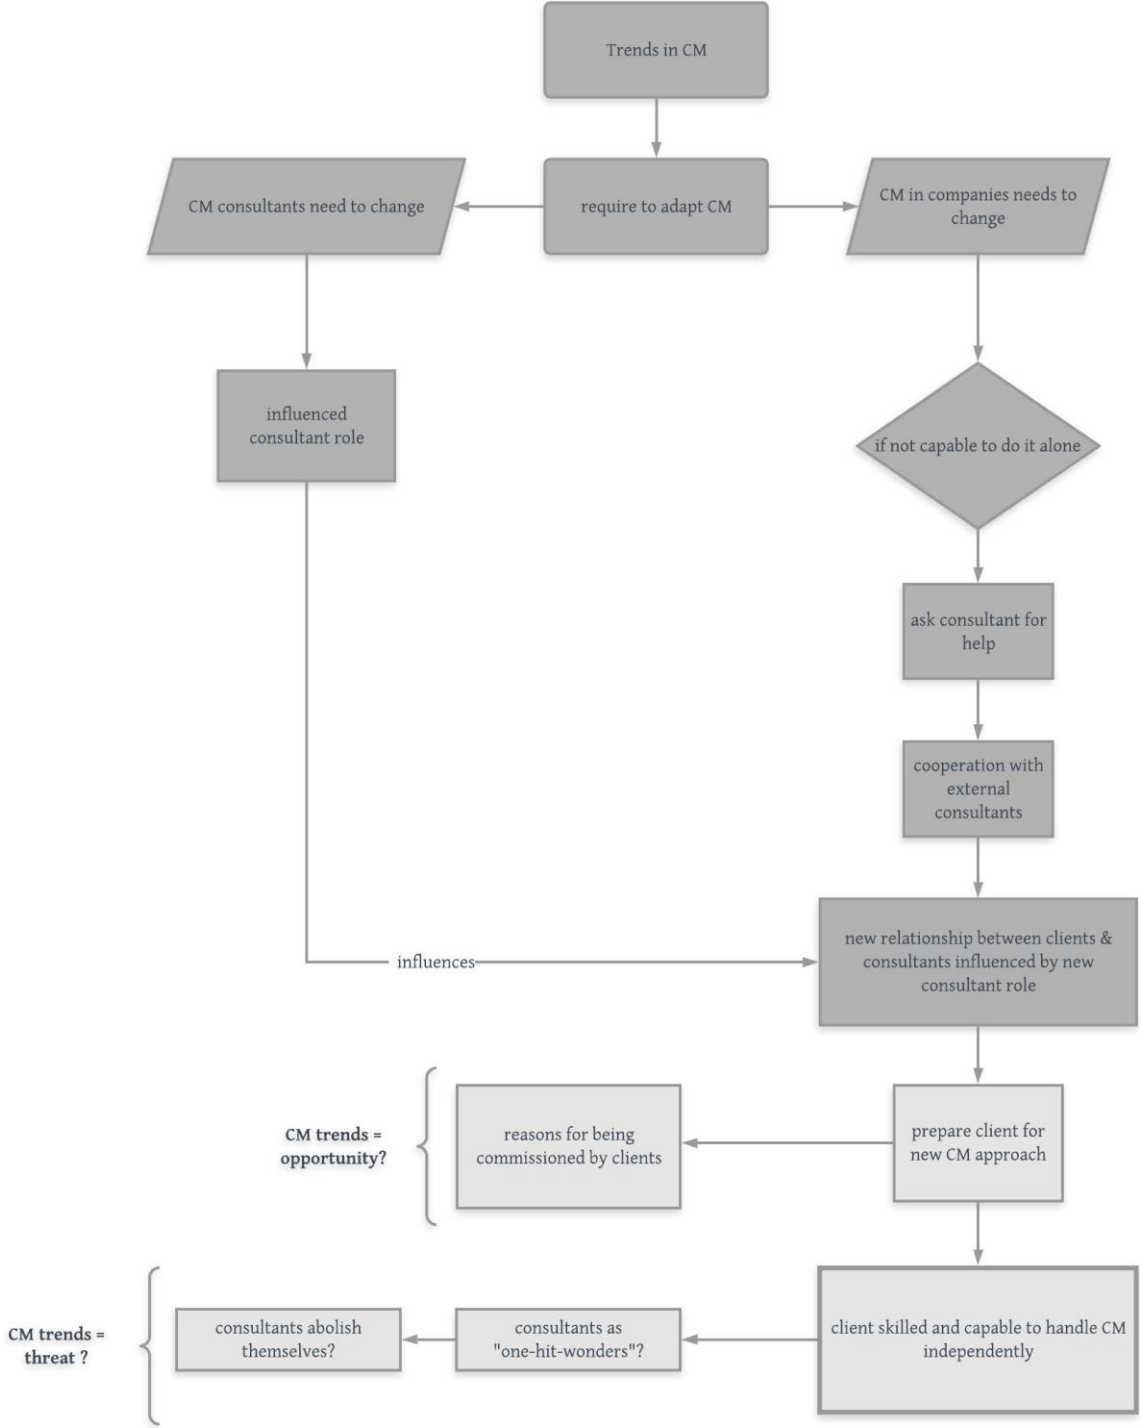 Trends in CM
CM consultants need to change
require to adapt CM
CM in companies needs to
change
influenced
consultant role
if not capable to do it alone
ask consultant for
help
cooperation with
external
consultants
new relationship between clients &
consultants influenced by new
consultant role
influences
CM trends =
opportunity?
reasons for being
commissioned by clients
prepare client for
new CM approach
CM trends =
threat ?
consultants abolish
themselves?
consultants as
"one-hit-wonders"?
client skilled and capable to handle CM
independently